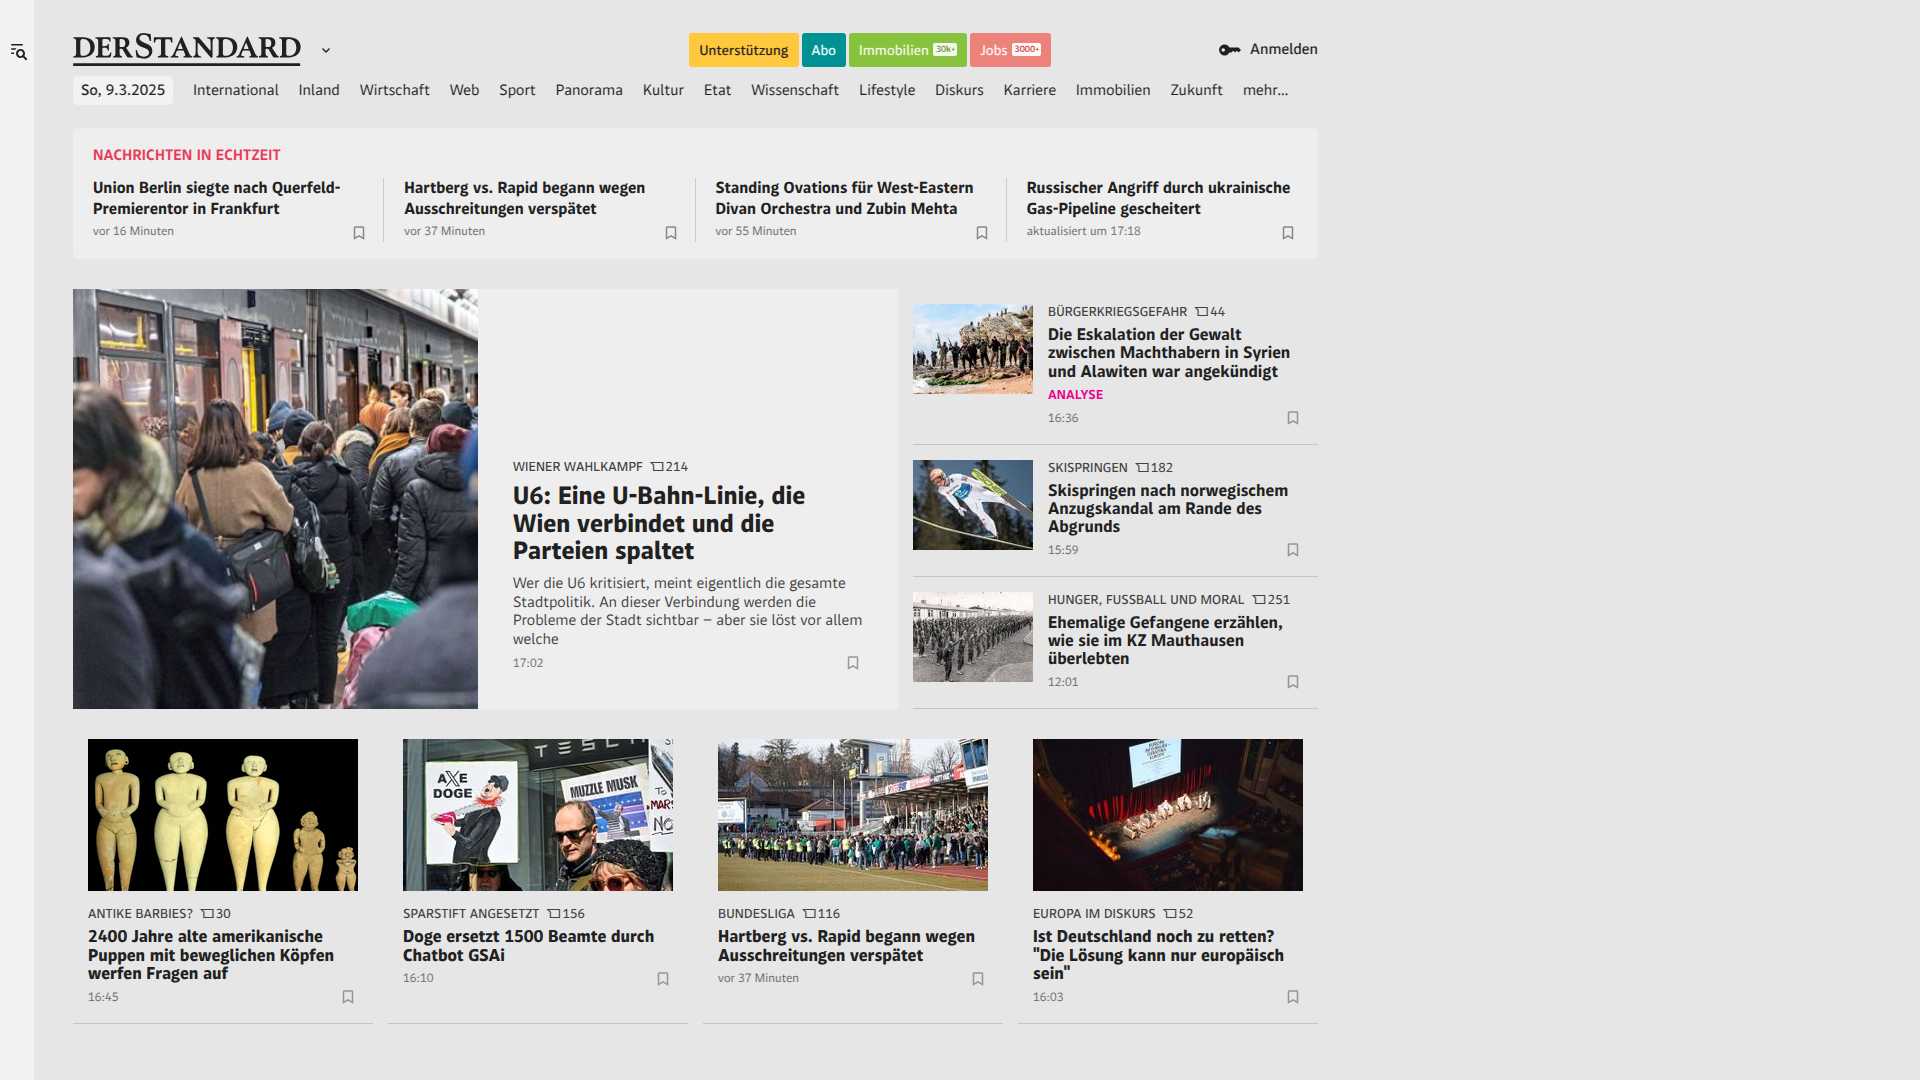 DERSTANDARD
Unterstützung
Abo
Immobilien 30k+
Jobs 3000+
Anmelden
So, 9.3.2025
International
Inland
Wirtschaft
Web
Sport
Panorama
Kultur
Etat
Wissenschaft
Lifestyle
Diskurs
Karriere
Immobilien
Zukunft
mehr...
NACHRICHTEN IN ECHTZEIT
Union Berlin siegte nach Querfeld-
Premierentor in Frankfurt
vor 16 Minuten
Hartberg vs. Rapid begann wegen
Ausschreitungen verspätet
vor 37 Minuten
Standing Ovations für West-Eastern
Divan Orchestra und Zubin Mehta
vor 55 Minuten
Russischer Angriff durch ukrainische
Gas-Pipeline gescheitert
aktualisiert um 17:18
WIENER WAHLKAMPF 214
U6: Eine U-Bahn-Linie, die
Wien verbindet und die
Parteien spaltet
Wer die U6 kritisiert, meint eigentlich die gesamte
Stadtpolitik. An dieser Verbindung werden die
Probleme der Stadt sichtbar – aber sie löst vor allem
welche
17:02
BÜRGERKRIEGSGEFAHR 44
Die Eskalation der Gewalt
zwischen Machthabern in Syrien
und Alawiten war angekündigt
ANALYSE
16:36
SKISPRINGEN 182
Skispringen nach norwegischem
Anzugskandal am Rande des
Abgrunds
15:59
HUNGER, FUSSBALL UND MORAL 251
Ehemalige Gefangene erzählen,
wie sie im KZ Mauthausen
überlebten
12:01
ANTIKE BARBIES? 30
2400 Jahre alte amerikanische
Puppen mit beweglichen Köpfen
werfen Fragen auf
16:45
TESL
AXE
DOGE
MUZZLE MUSK
TO
MARS
NO
SPARSTIFT ANGESETZT 156
Doge ersetzt 1500 Beamte durch
Chatbot GSAi
16:10
BUNDESLIGA 116
Hartberg vs. Rapid begann wegen
Ausschreitungen verspätet
vor 37 Minuten
EUROPA IM DISKURS 52
Ist Deutschland noch zu retten?
"Die Lösung kann nur europäisch
sein"
16:03